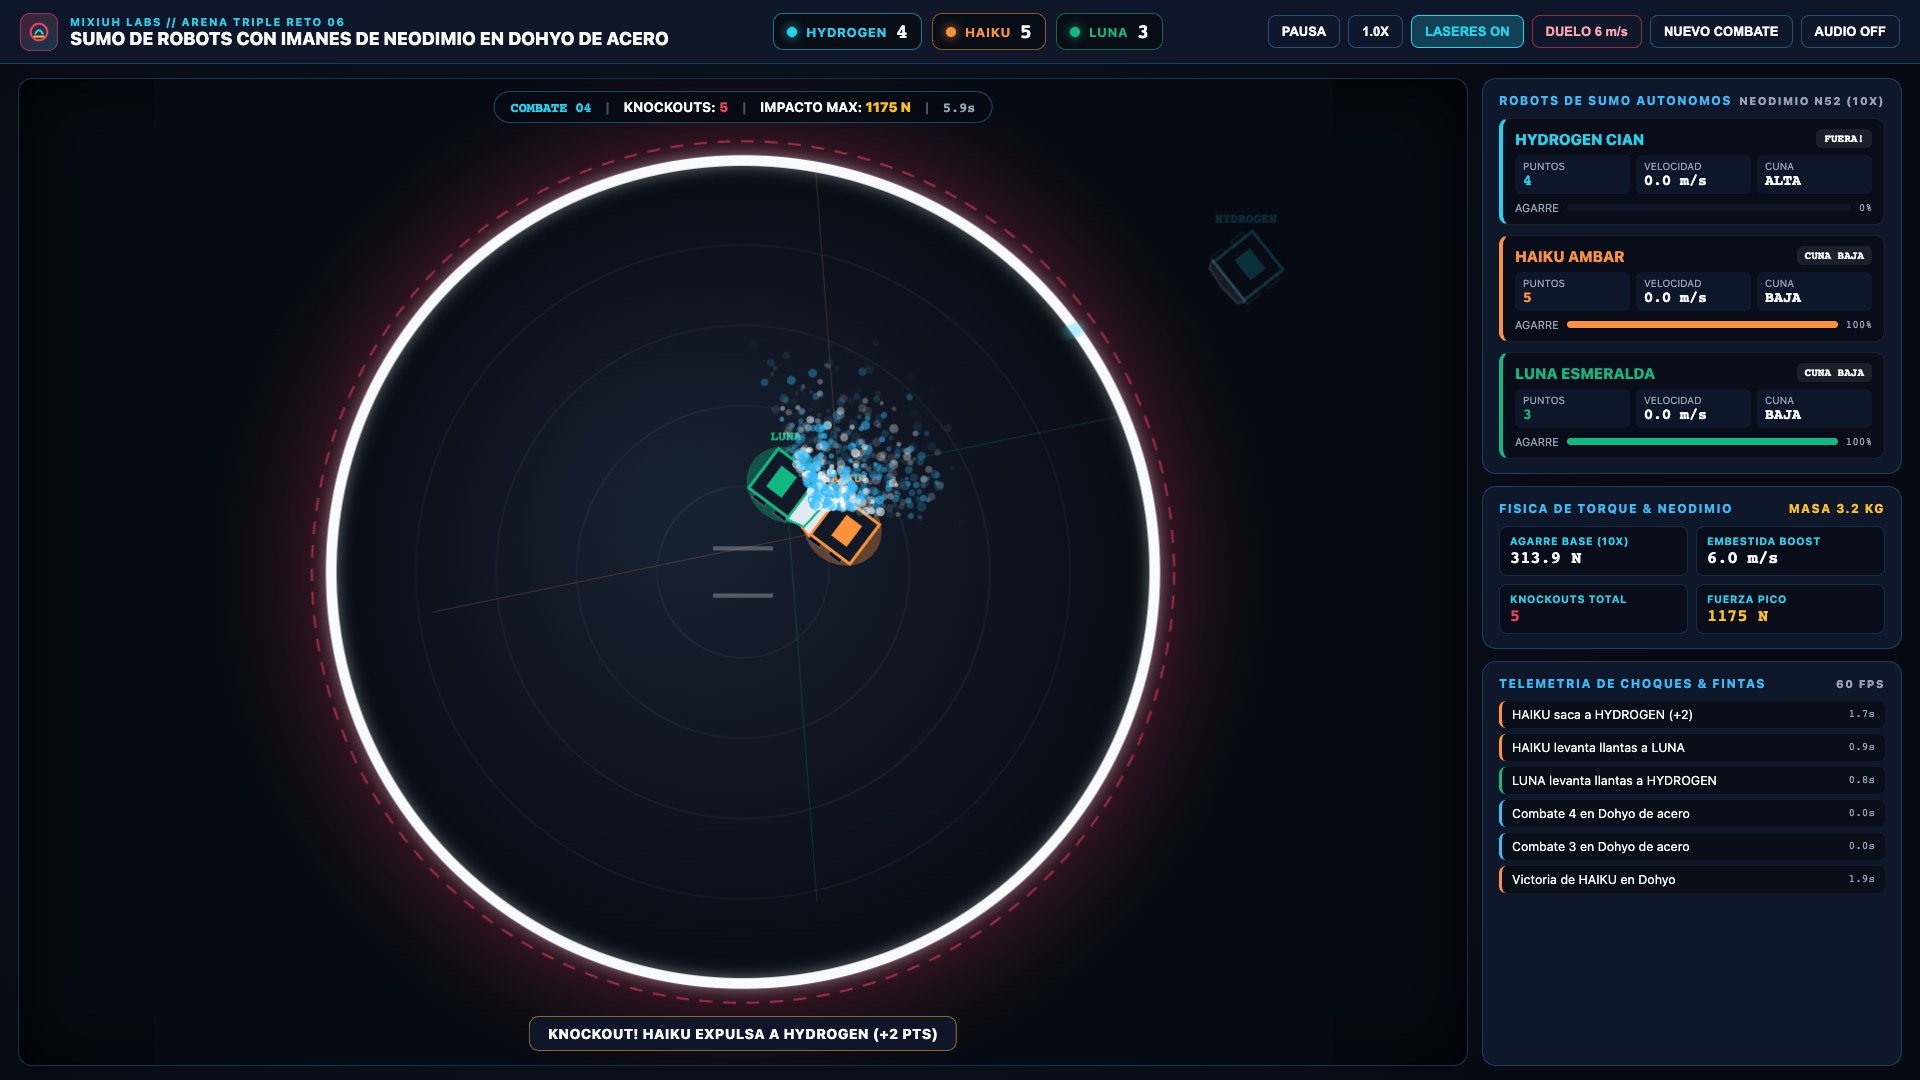 MIXIUH LABS // ARENA TRIPLE RETO 06
SUMO DE ROBOTS CON IMANES DE NEODIMIO EN DOHYO DE ACERO
HYDROGEN 4
HAIKU 5
LUNA 3
PAUSA
1.0X
LASERES ON
DUELO 6 m/s
NUEVO COMBATE
AUDIO OFF
COMBATE 04 | KNOCKOUTS: 5 | IMPACTO MAX: 1175 N | 5.9s
HYDROGEN
LUNA
KNOCKOUT! HAIKU EXPULSA A HYDROGEN (+2 PTS)
ROBOTS DE SUMO AUTONOMOS NEODIMIO N52 (10X)
HYDROGEN CIAN FUERA!
PUNTOS VELOCIDAD CUNA
4 0.0 m/s ALTA
AGARRE 0%
HAIKU AMBAR CUNA BAJA
PUNTOS VELOCIDAD CUNA
5 0.0 m/s BAJA
AGARRE 100%
LUNA ESMERALDA CUNA BAJA
PUNTOS VELOCIDAD CUNA
3 0.0 m/s BAJA
AGARRE 100%
FISICA DE TORQUE & NEODIMIO MASA 3.2 KG
AGARRE BASE (10X) EMBESTIDA BOOST
313.9 N 6.0 m/s
KNOCKOUTS TOTAL FUERZA PICO
5 1175 N
TELEMETRIA DE CHOQUES & FINTAS 60 FPS
HAIKU saca a HYDROGEN (+2) 1.7s
HAIKU levanta llantas a LUNA 0.9s
LUNA levanta llantas a HYDROGEN 0.8s
Combate 4 en Dohyo de acero 0.0s
Combate 3 en Dohyo de acero 0.0s
Victoria de HAIKU en Dohyo 1.9s